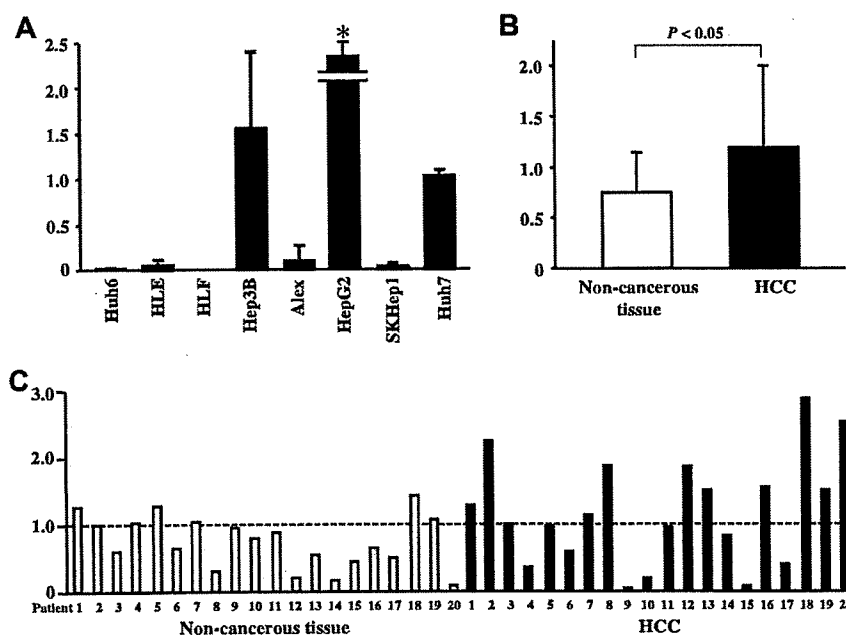 A
*
2.5
2.0
1.5
1.0
0.5
0
Huh6
HLE
HLF
Hep3B
Alex
HepG2
SKHep1
Huh7
B
P < 0.05
2.0
1.5
1.0
0.5
0
Non-cancerous
tissue
HCC
C
3.0
2.0
1.0
0
Patient 1 2 3 4 5 6 7 8 9 10 11 12 13 14 15 16 17 18 19 20 1 2 3 4 5 6 7 8 9 10 11 12 13 14 15 16 17 18 19 2
Non-cancerous tissue HCC